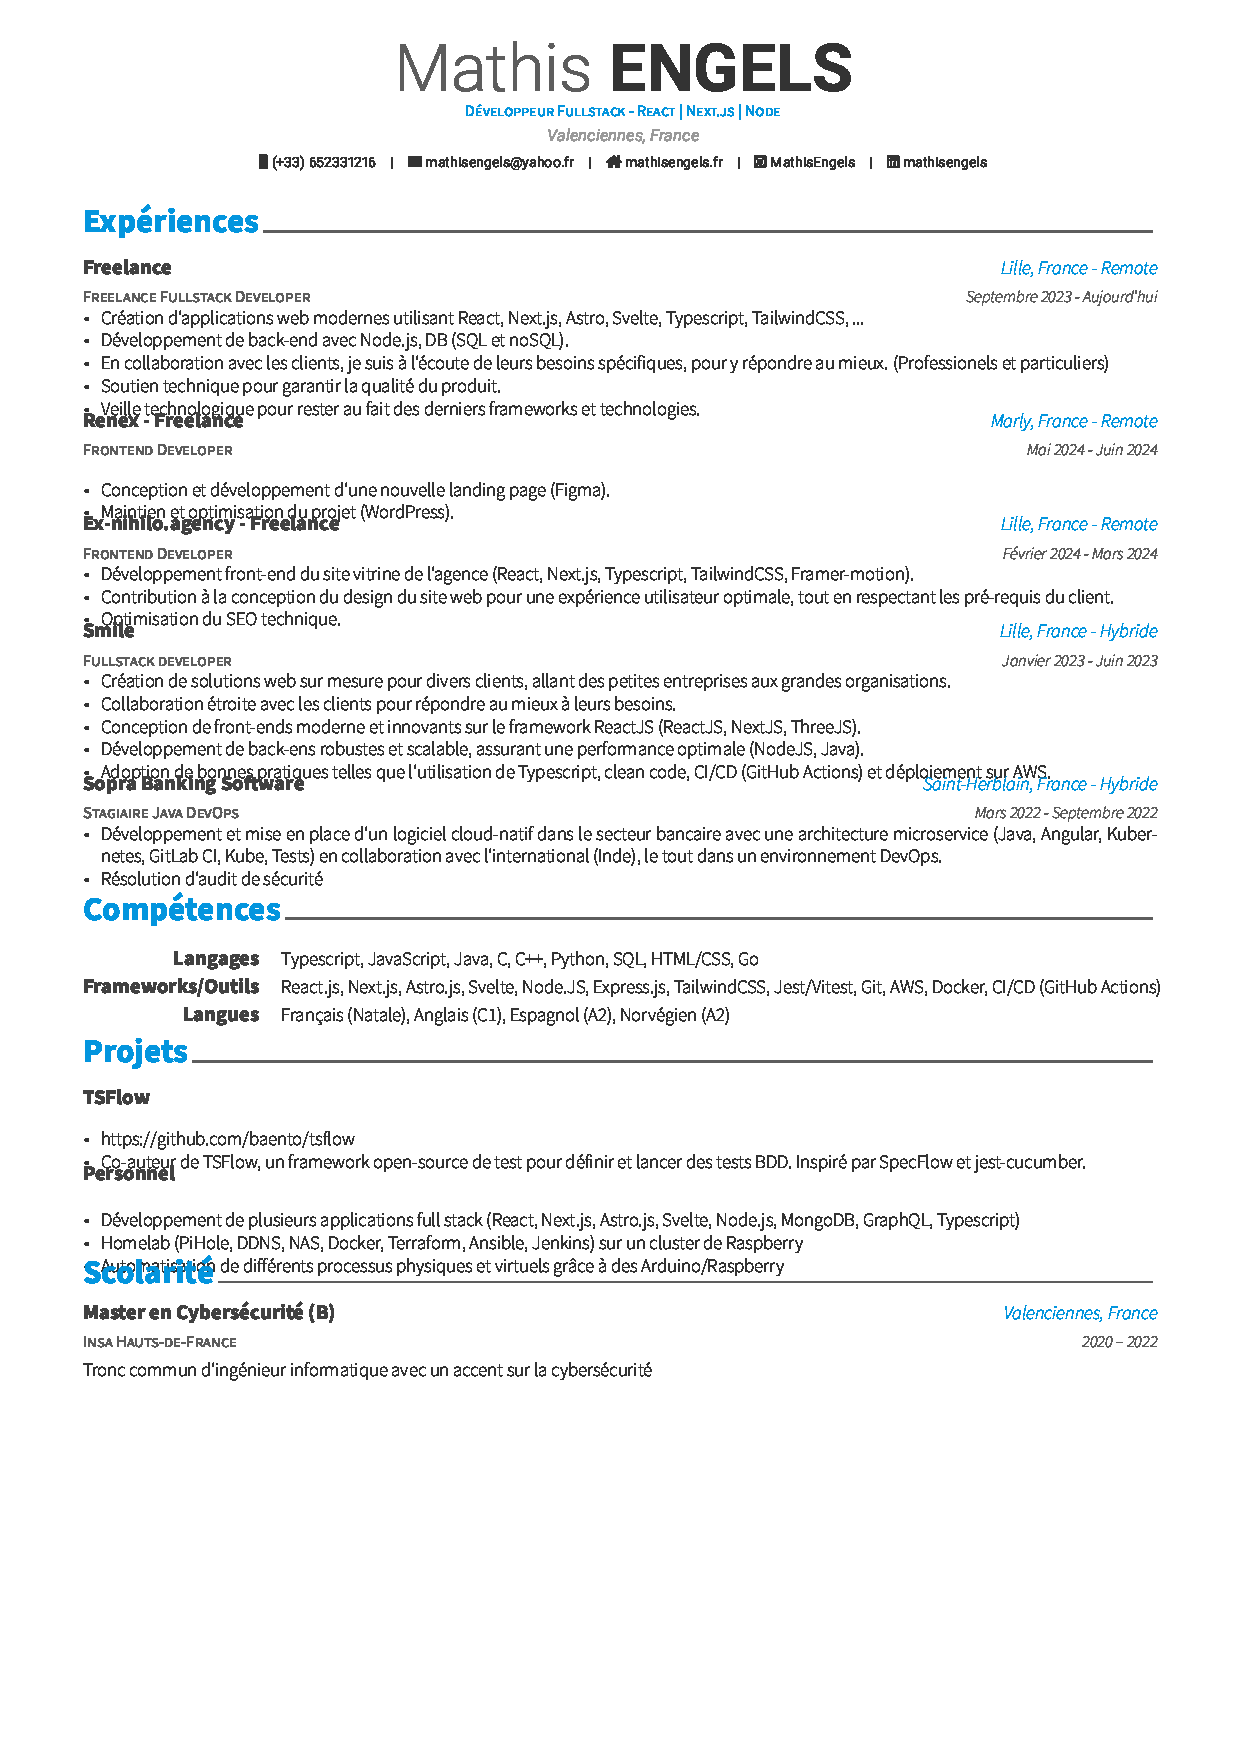 Mathis ENGELS
Développeur Fullstack - React | Next.js | Node
Valenciennes, France
(+33) 652331216 | mathisengels@yahoo.fr | mathisengels.fr | MathisEngels | mathisengels
Expériences
Freelance Lille, France - Remote
Freelance Fullstack Developer Septembre 2023 - Aujourd'hui
• Création d'applications web modernes utilisant React, Next.js, Astro, Svelte, Typescript, TailwindCSS, ...
• Développement de back-end avec Node.js, DB (SQL et noSQL).
• En collaboration avec les clients, je suis à l'écoute de leurs besoins spécifiques, pour y répondre au mieux. (Professionels et particuliers)
• Soutien technique pour garantir la qualité du produit.
• Veille technologique pour rester au fait des derniers frameworks et technologies.
Renex - Freelance Marly, France - Remote
Frontend Developer Mai 2024 - Juin 2024
• Conception et développement d'une nouvelle landing page (Figma).
• Maintien et optimisation du projet (WordPress).
Ex-nihilo.agency - Freelance Lille, France - Remote
Frontend Developer Février 2024 - Mars 2024
• Développement front-end du site vitrine de l'agence (React, Next.js, Typescript, TailwindCSS, Framer-motion).
• Contribution à la conception du design du site web pour une expérience utilisateur optimale, tout en respectant les pré-requis du client.
• Optimisation du SEO technique.
Smile Lille, France - Hybride
Fullstack developer Janvier 2023 - Juin 2023
• Création de solutions web sur mesure pour divers clients, allant des petites entreprises aux grandes organisations.
• Collaboration étroite avec les clients pour répondre au mieux à leurs besoins.
• Conception de front-ends moderne et innovants sur le framework ReactJS (ReactJS, NextJS, ThreeJS).
• Développement de back-ens robustes et scalable, assurant une performance optimale (NodeJS, Java).
• Adoption de bonnes pratiques telles que l'utilisation de Typescript, clean code, CI/CD (GitHub Actions) et déploiement sur AWS.
Sopra Banking Software Saint-Herblain, France - Hybride
Stagiaire Java DevOps Mars 2022 - Septembre 2022
• Développement et mise en place d'un logiciel cloud-natif dans le secteur bancaire avec une architecture microservice (Java, Angular, Kuber-
netes, GitLab CI, Kube, Tests) en collaboration avec l'international (Inde), le tout dans un environnement DevOps.
• Résolution d'audit de sécurité
Compétences
Langages Typescript, JavaScript, Java, C, C++, Python, SQL, HTML/CSS, Go
Frameworks/Outils React.js, Next.js, Astro.js, Svelte, Node.JS, Express.js, TailwindCSS, Jest/Vitest, Git, AWS, Docker, CI/CD (GitHub Actions)
Langues Français (Natale), Anglais (C1), Espagnol (A2), Norvégien (A2)
Projets
TSFlow
• https://github.com/baento/tsflow
• Co-auteur de TSFlow, un framework open-source de test pour définir et lancer des tests BDD. Inspiré par SpecFlow et jest-cucumber.
Personnel
• Développement de plusieurs applications full stack (React, Next.js, Astro.js, Svelte, Node.js, MongoDB, GraphQL, Typescript)
• Homelab (PiHole, DDNS, NAS, Docker, Terraform, Ansible, Jenkins) sur un cluster de Raspberry
• Automatisation de différents processus physiques et virtuels grâce à des Arduino/Raspberry
Scolarité
Master en Cybersécurité (B) Valenciennes, France
Insa Hauts-de-France 2020 – 2022
Tronc commun d'ingénieur informatique avec un accent sur la cybersécurité